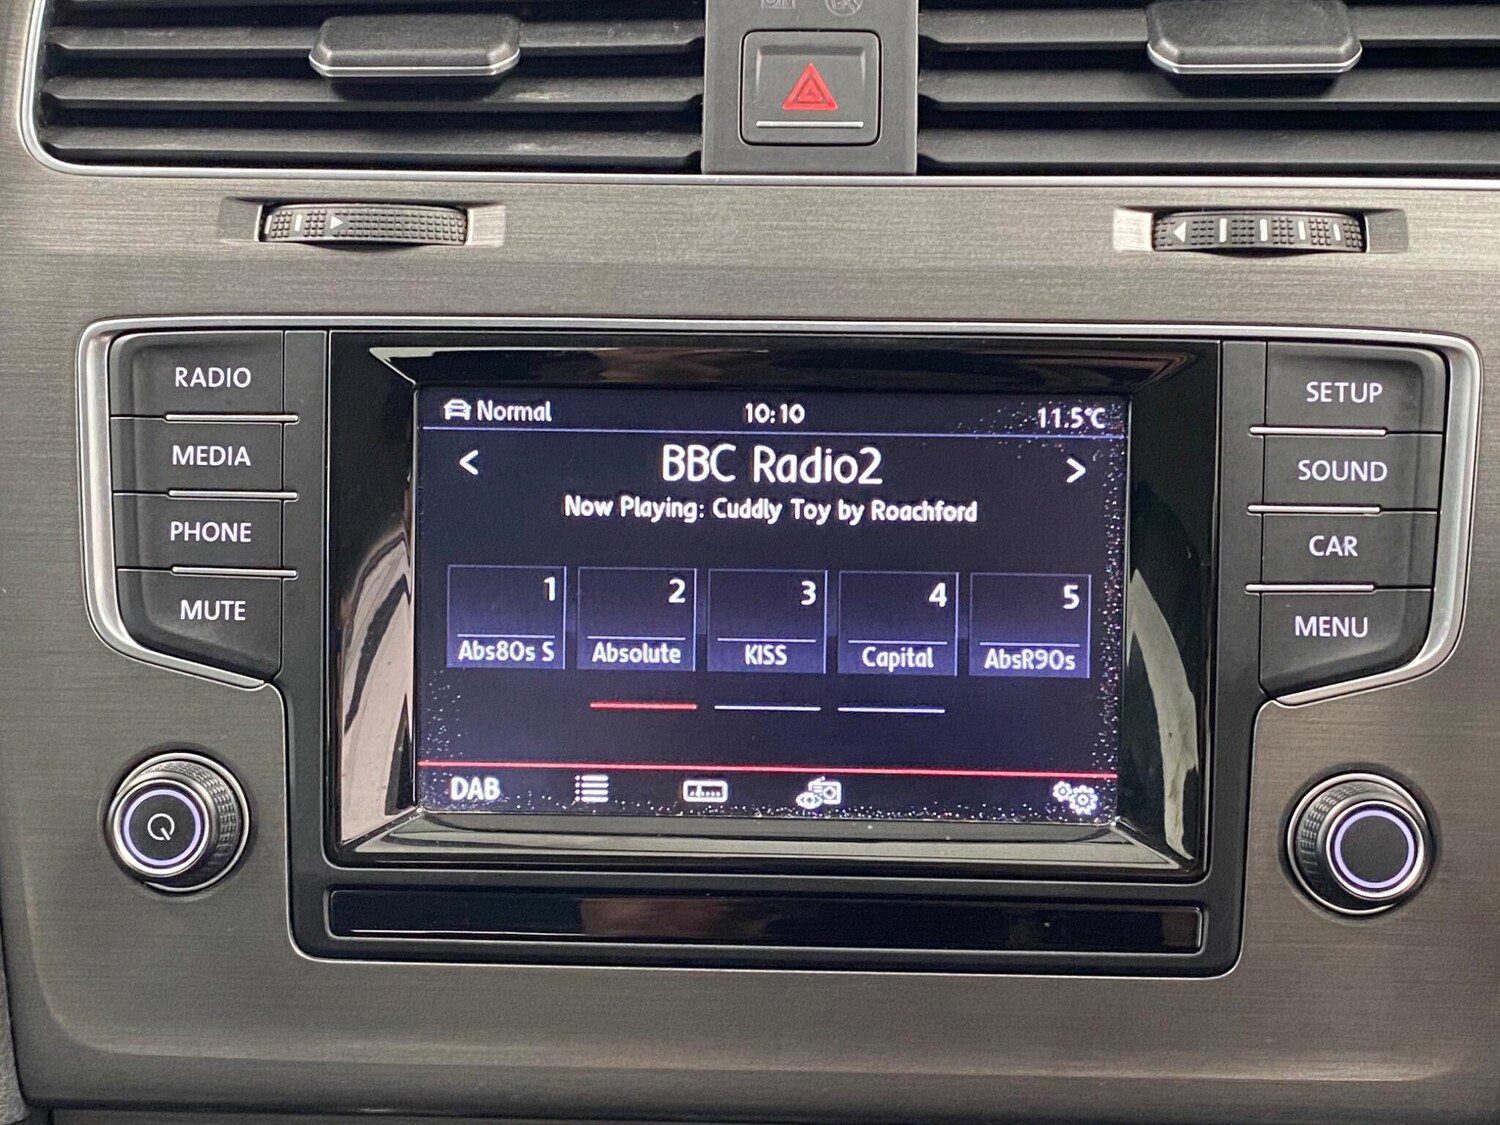 RADIO
MEDIA
PHONE
MUTE
Normal 10:10 11.5°C
< BBC Radio2 >
Now Playing: Cuddly Toy by Roachford
1 2 3 4 5
Abs80s S Absolute KISS Capital AbsR90s
DAB
SETUP
SOUND
CAR
MENU